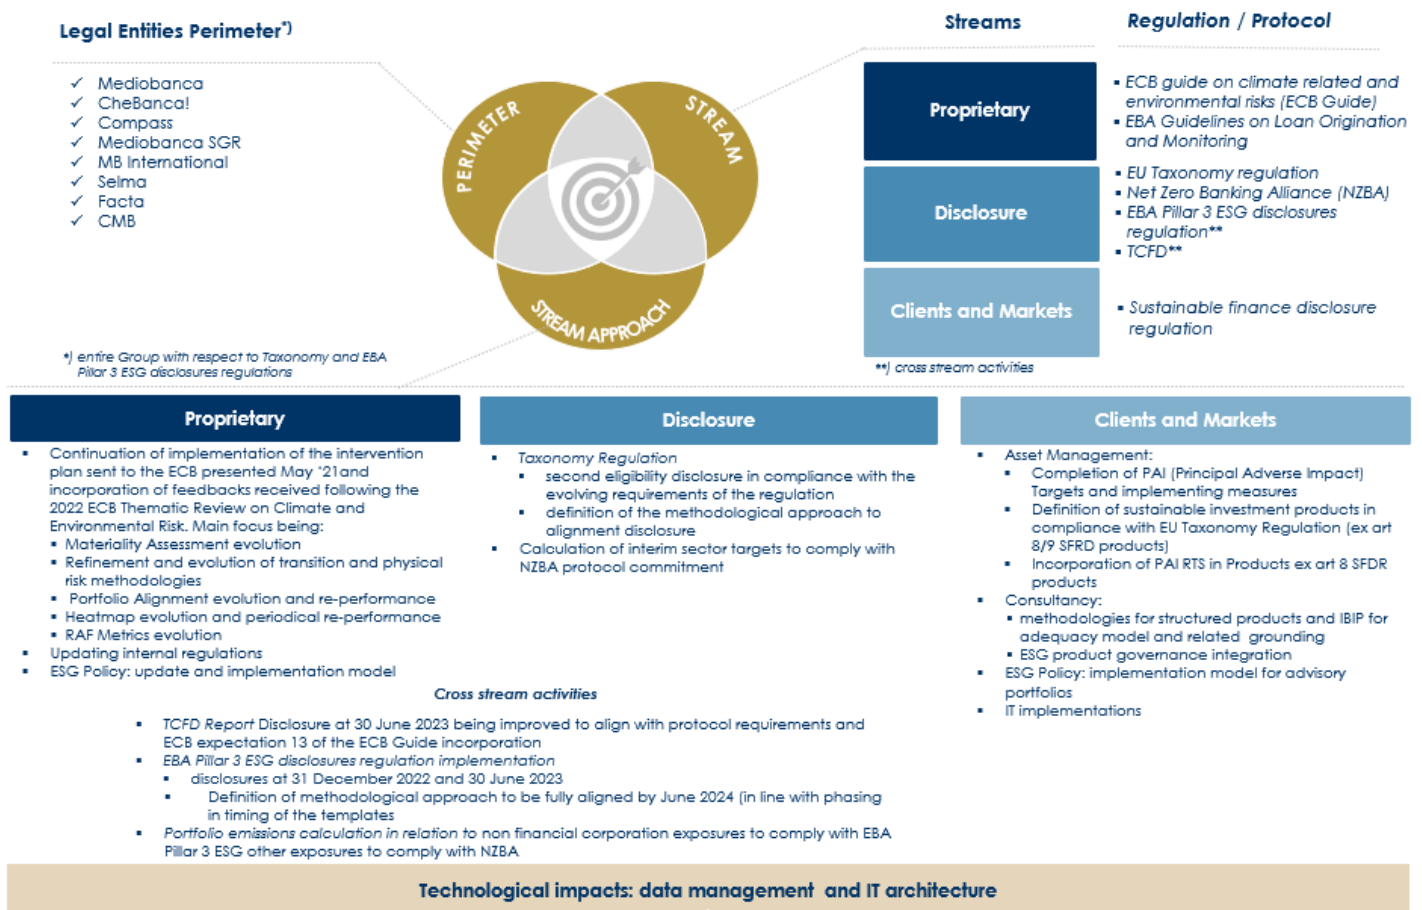 Legal Entities Perimeter*)
✓ Mediobanca
✓ CheBanca!
✓ Compass
✓ Mediobanca SGR
✓ MB International
✓ Selma
✓ Facta
✓ CMB
*) entire Group with respect to Taxonomy and EBA
Pillar 3 ESG disclosures regulations
PERIMETER
STREAM
STREAM APPROACH
Streams
Regulation / Protocol
Proprietary
▪ ECB guide on climate related and
environmental risks (ECB Guide)
▪ EBA Guidelines on Loan Origination
and Monitoring
Disclosure
▪ EU Taxonomy regulation
▪ Net Zero Banking Alliance (NZBA)
▪ EBA Pillar 3 ESG disclosures
regulation**
▪ TCFD**
Clients and Markets
▪ Sustainable finance disclosure
regulation
**) cross stream activities
Proprietary
▪ Continuation of implementation of the intervention
plan sent to the ECB presented May '21and
incorporation of feedbacks received following the
2022 ECB Thematic Review on Climate and
Environmental Risk. Main focus being:
▪ Materiality Assessment evolution
▪ Refinement and evolution of transition and physical
risk methodologies
▪ Portfolio Alignment evolution and re-performance
▪ Heatmap evolution and periodical re-performance
▪ RAF Metrics evolution
▪ Updating internal regulations
▪ ESG Policy: update and implementation model
Disclosure
▪ Taxonomy Regulation
▪ second eligibility disclosure in compliance with the
evolving requirements of the regulation
▪ definition of the methodological approach to
alignment disclosure
▪ Calculation of interim sector targets to comply with
NZBA protocol commitment
Clients and Markets
▪ Asset Management:
▪ Completion of PAI (Principal Adverse Impact)
Targets and implementing measures
▪ Definition of sustainable investment products in
compliance with EU Taxonomy Regulation (ex art
8/9 SFRD products)
▪ Incorporation of PAI RTS in Products ex art 8 SFDR
products
▪ Consultancy:
▪ methodologies for structured products and IBIP for
adequacy model and related grounding
▪ ESG product governance integration
▪ ESG Policy: implementation model for advisory
portfolios
▪ IT implementations
Cross stream activities
▪ TCFD Report Disclosure at 30 June 2023 being improved to align with protocol requirements and
ECB expectation 13 of the ECB Guide incorporation
▪ EBA Pillar 3 ESG disclosures regulation implementation
▪ disclosures at 31 December 2022 and 30 June 2023
▪ Definition of methodological approach to be fully aligned by June 2024 (in line with phasing
in timing of the templates
▪ Portfolio emissions calculation in relation to non financial corporation exposures to comply with EBA
Pillar 3 ESG other exposures to comply with NZBA
Technological impacts: data management and IT architecture